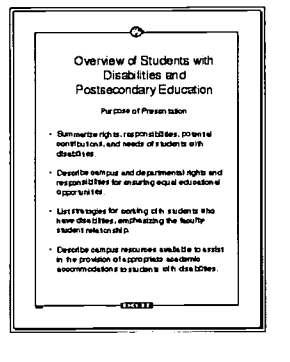 Overview of Students with
Disabilities and
Postsecondary Education
Purpose of Presentation
• Summarize rights, responsibilities, potential
contributions, and needs of students with
disabilities.
• Describe campus and departmental rights and
responsibilities for ensuring equal educational
opportunities.
• List strategies for working with students who
have disabilities, emphasizing the faculty-
student relationship.
• Describe campus resources available to assist
in the provision of appropriate academic
accommodations to students with disabilities.